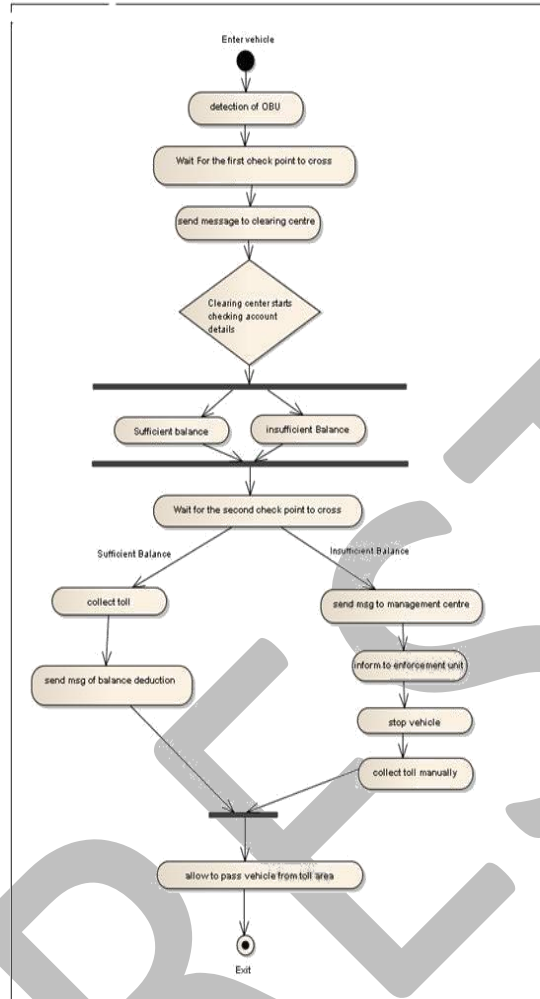 Enter vehicle
detection of OBU
Wait For the first check point to cross
send message to clearing centre
Clearing center starts
checking account
details
Sufficient balance
insufficient Balance
Wait for the second check point to cross
Sufficient Balance
Insufficient Balance
collect toll
send msg to management centre
inform to enforcement unit
send msg of balance deduction
stop vehicle
collect toll manually
allow to pass vehicle from toll area
Exit